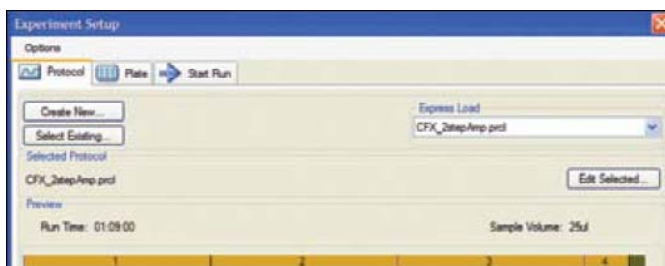 Experiment Setup
Options
Protocol Plate Start Run
Create New...
Express Load
CFX_2stepAmp.prcl
Select Existing...
Selected Protocol
CFX_2stepAmp.prcl
Edit Selected...
Preview
Run Time: 01:09:00 Sample Volume: 25ul
1 2 3 4